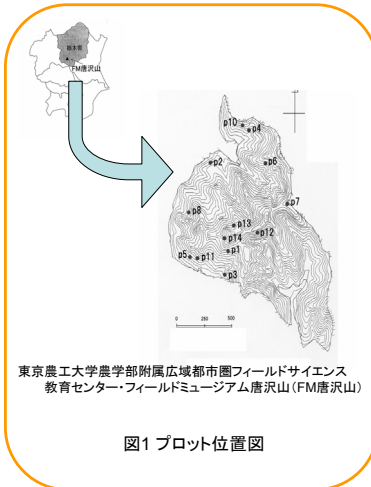 栃木県
FM唐沢山
p10
p4
p2
p6
p7
p8
p13
p12
p14
p1
p5
p11
p3
0
250
500
東京農工大学農学部附属広域都市圏フィールドサイエンス
教育センター・フィールドミュージアム唐沢山(FM唐沢山)
図1 プロット位置図